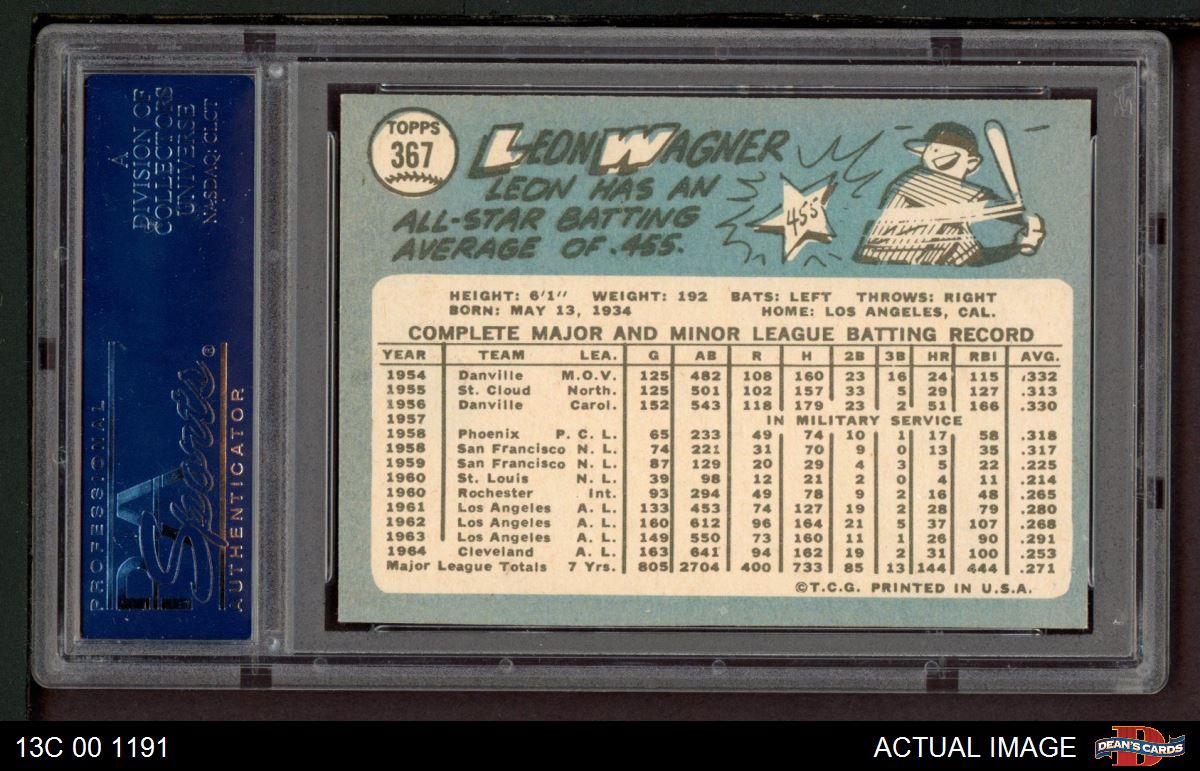 A
DIVISION OF
COLLECTORS
UNIVERSE
NASDAQ: CLCT
PROFESSIONAL
PSA
Sports
AUTHENTICATOR
TOPPS
367
LEON WAGNER
LEON HAS AN
ALL-STAR BATTING
AVERAGE OF .455.
455
HEIGHT: 6'1" WEIGHT: 192 BATS: LEFT THROWS: RIGHT
BORN: MAY 13, 1934 HOME: LOS ANGELES, CAL.
COMPLETE MAJOR AND MINOR LEAGUE BATTING RECORD
YEAR TEAM LEA. G AB R H 2B 3B HR RBI AVG.
1954 Danville M.O.V. 125 482 108 160 23 16 24 115 .332
1955 St. Cloud North. 125 501 102 157 33 5 29 127 .313
1956 Danville Carol. 152 543 118 179 23 2 51 166 .330
1957 IN MILITARY SERVICE
1958 Phoenix P. C. L. 65 233 49 74 10 1 17 58 .318
1958 San Francisco N. L. 74 221 31 70 9 0 13 35 .317
1959 San Francisco N. L. 87 129 20 29 4 3 5 22 .225
1960 St. Louis N. L. 39 98 12 21 2 0 4 11 .214
1960 Rochester Int. 93 294 49 78 9 2 16 48 .265
1961 Los Angeles A. L. 133 453 74 127 19 2 28 79 .280
1962 Los Angeles A. L. 160 612 96 164 21 5 37 107 .268
1963 Los Angeles A. L. 149 550 73 160 11 1 26 90 .291
1964 Cleveland A. L. 163 641 94 162 19 2 31 100 .253
Major League Totals 7 Yrs. 805 2704 400 733 85 13 144 444 .271
©T.C.G. PRINTED IN U.S.A.
13C 00 1191
ACTUAL IMAGE
DEAN'S CARDS